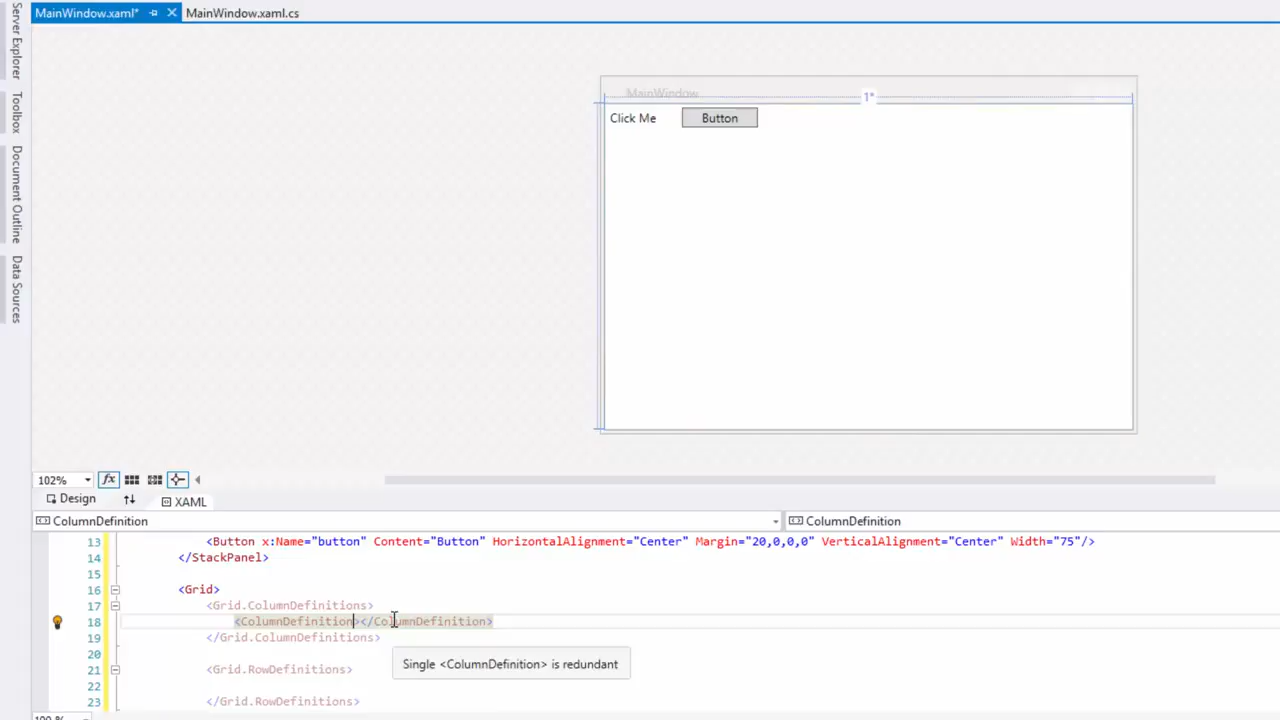 MainWindow.xaml* MainWindow.xaml.cs
Server Explorer
Toolbox
Document Outline
Data Sources
MainWindow
1*
Click Me Button
102% fx
Design XAML
ColumnDefinition ColumnDefinition
13 <Button x:Name="button" Content="Button" HorizontalAlignment="Center" Margin="20,0,0,0" VerticalAlignment="Center" Width="75"/>
14 </StackPanel>
15
16 <Grid>
17 <Grid.ColumnDefinitions>
18 <ColumnDefinition></ColumnDefinition>
19 </Grid.ColumnDefinitions>
20
Single <ColumnDefinition> is redundant
21 <Grid.RowDefinitions>
22
23 </Grid.RowDefinitions>